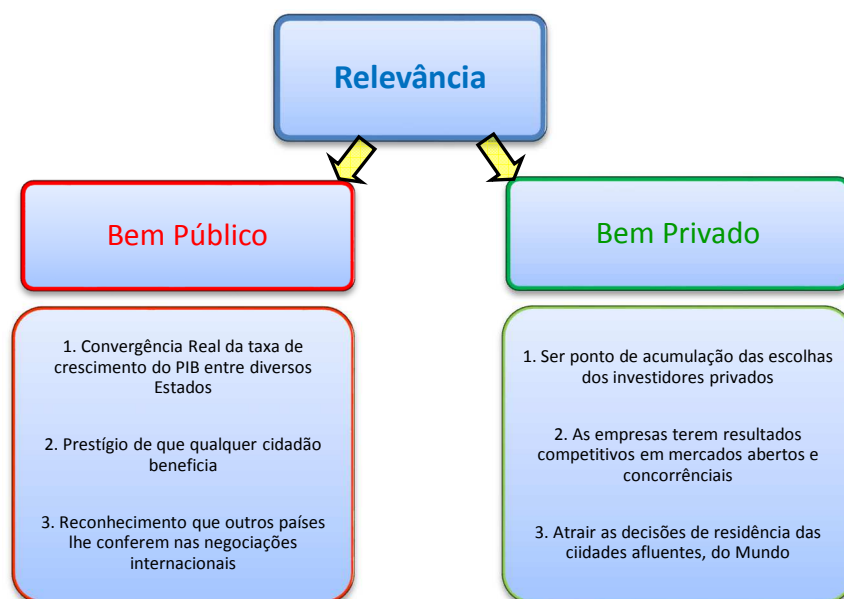 Relevância
Bem Público
1. Convergência Real da taxa de
crescimento do PIB entre diversos
Estados
2. Prestígio de que qualquer cidadão
beneficia
3. Reconhecimento que outros países
lhe conferem nas negociações
internacionais
Bem Privado
1. Ser ponto de acumulação das escolhas
dos investidores privados
2. As empresas terem resultados
competitivos em mercados abertos e
concorrênciais
3. Atrair as decisões de residência das
ciidades afluentes, do Mundo